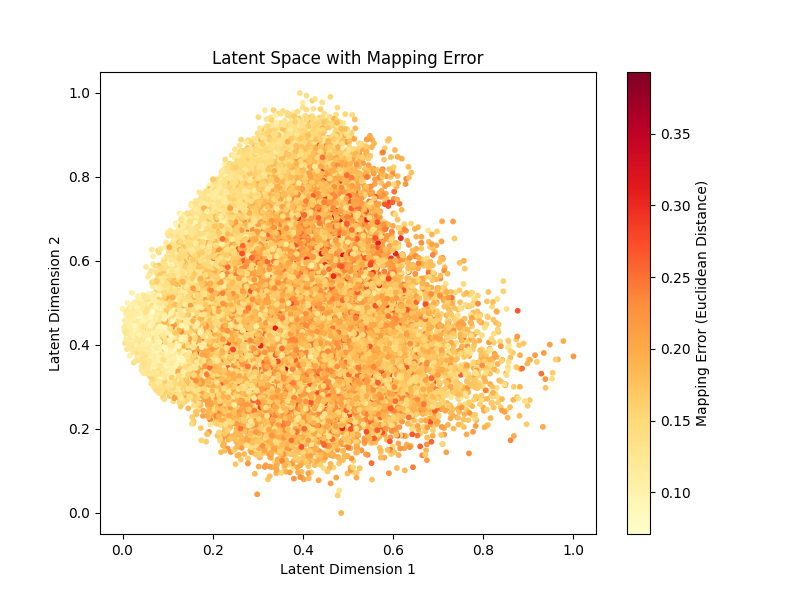 Latent Space with Mapping Error
1.0
0.8
0.6
0.4
0.2
0.0
Latent Dimension 2
0.0 0.2 0.4 0.6 0.8 1.0
Latent Dimension 1
0.35
0.30
0.25
0.20
0.15
0.10
Mapping Error (Euclidean Distance)